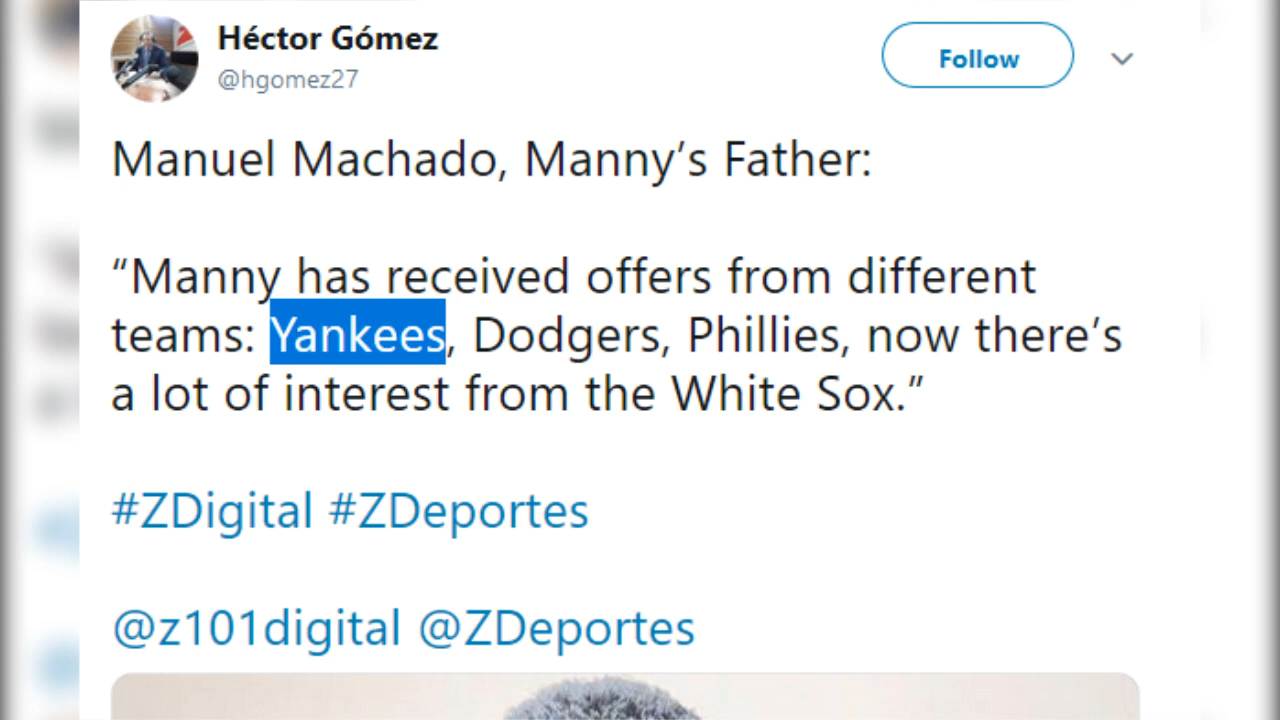 Héctor Gómez
@hgomez27
Follow
Manuel Machado, Manny’s Father:
“Manny has received offers from different
teams: Yankees, Dodgers, Phillies, now there’s
a lot of interest from the White Sox.”
#ZDigital #ZDeportes
@z101digital @ZDeportes